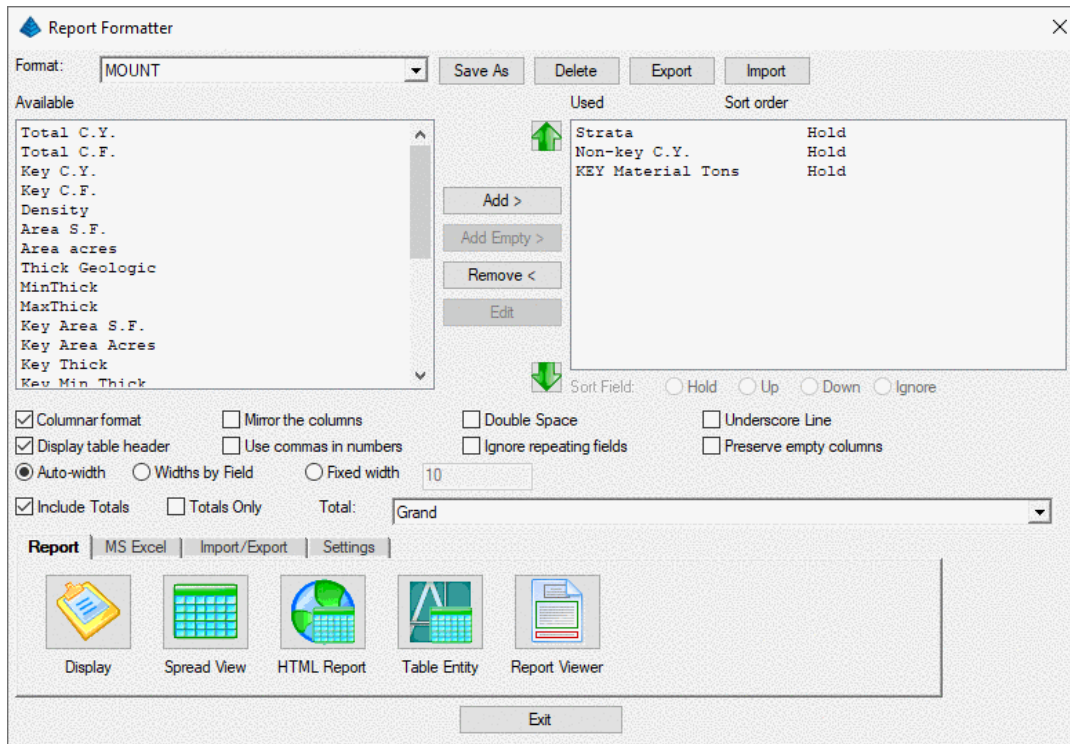 Report Formatter
Format: MOUNT Save As Delete Export Import
Available Used Sort order
Total C.Y.
Total C.F.
Key C.Y.
Key C.F.
Density
Area S.F.
Area acres
Thick Geologic
MinThick
MaxThick
Key Area S.F.
Key Area Acres
Key Thick
Key Min Thick
Add >
Add Empty >
Remove <
Edit
Strata Hold
Non-key C.Y. Hold
KEY Material Tons Hold
Sort Field: Hold Up Down Ignore
Columnar format Mirror the columns Double Space Underscore Line
Display table header Use commas in numbers Ignore repeating fields Preserve empty columns
Auto-width Widths by Field Fixed width 10
Include Totals Totals Only Total: Grand
Report MS Excel Import/Export Settings
Display Spread View HTML Report Table Entity Report Viewer
Exit